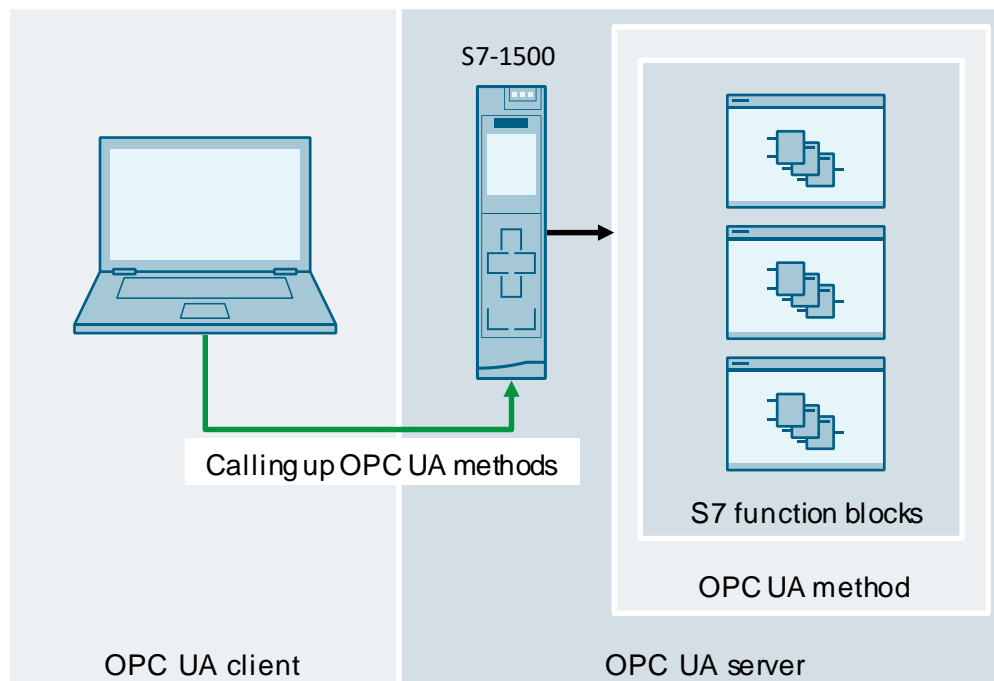 S7-1500
Calling up OPC UA methods
S7 function blocks
OPC UA method
OPC UA client
OPC UA server